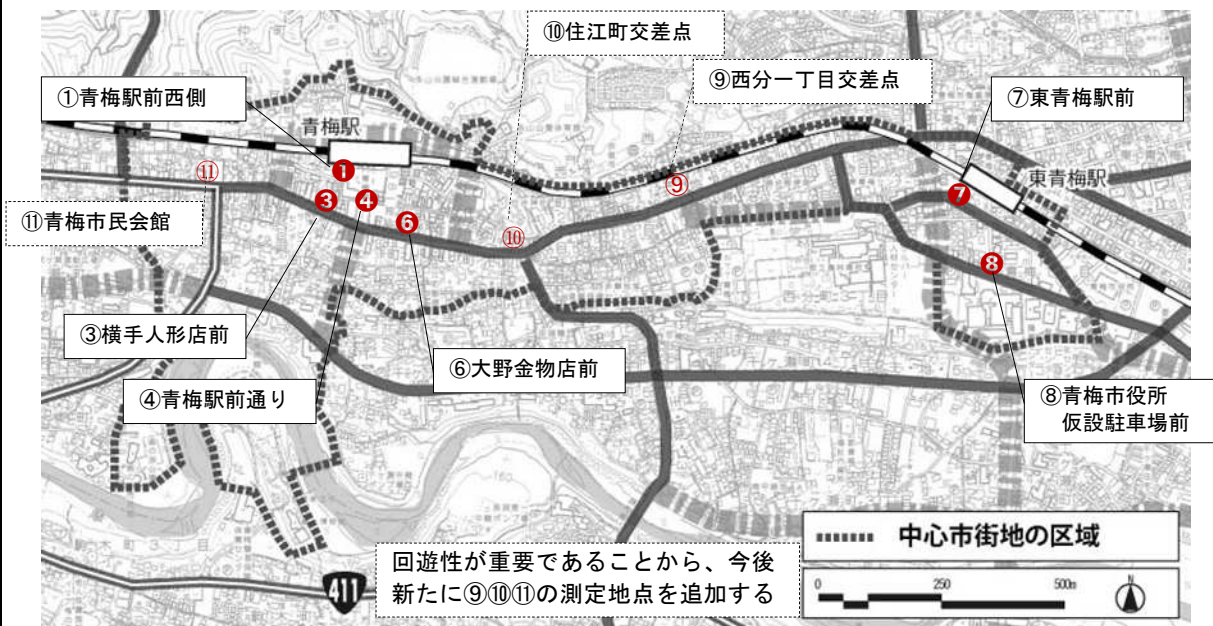 ⑩住江町交差点
⑨西分一丁目交差点
①青梅駅前西側
⑦東青梅駅前
青梅駅
東青梅駅
⑪
❶
⑨
❼
❸
❹
❻
⑩
❽
⑪青梅市民会館
③横手人形店前
⑥大野金物店前
④青梅駅前通り
⑧青梅市役所
仮設駐車場前
中心市街地の区域
回遊性が重要であることから、今後
新たに⑨⑩⑪の測定地点を追加する
411
0 250 500m
N